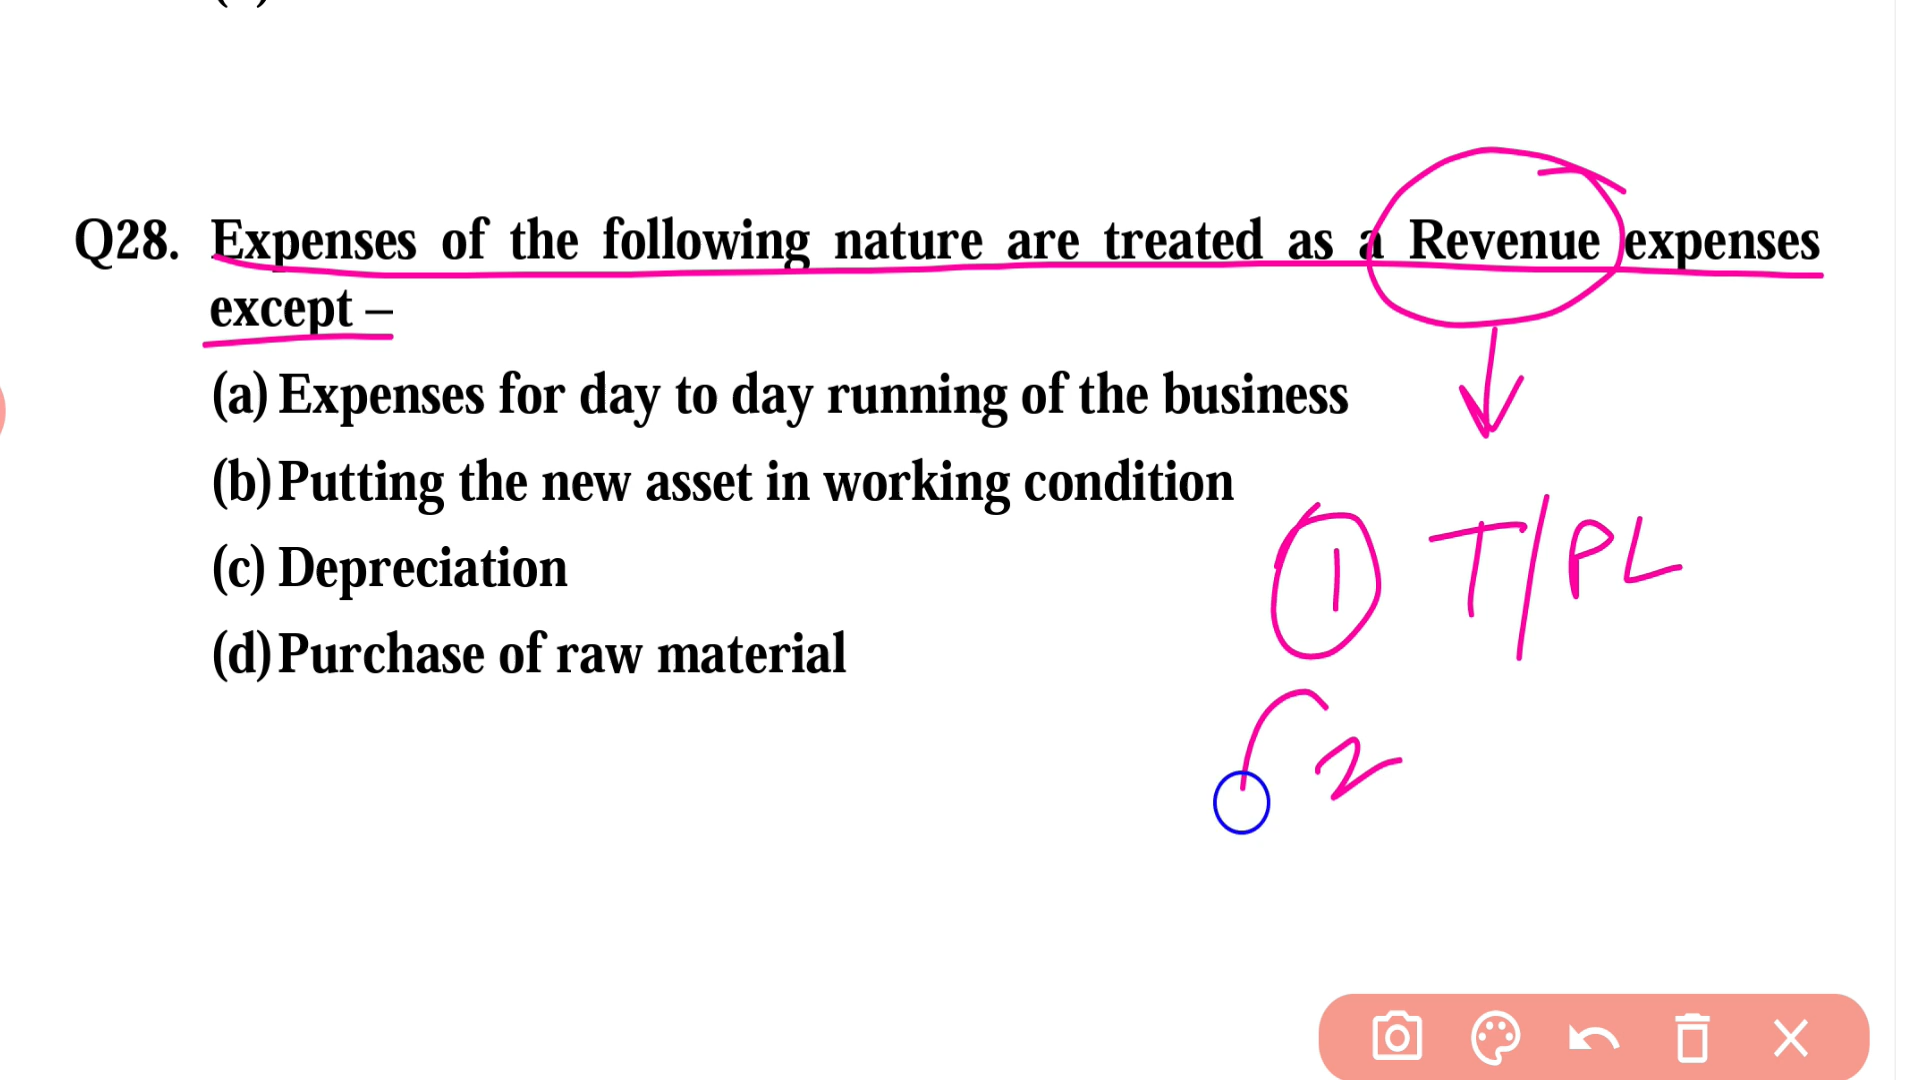 Q28. Expenses of the following nature are treated as a Revenue expenses
except –
(a) Expenses for day to day running of the business
(b) Putting the new asset in working condition
(c) Depreciation
(d) Purchase of raw material
1 T/PL
2